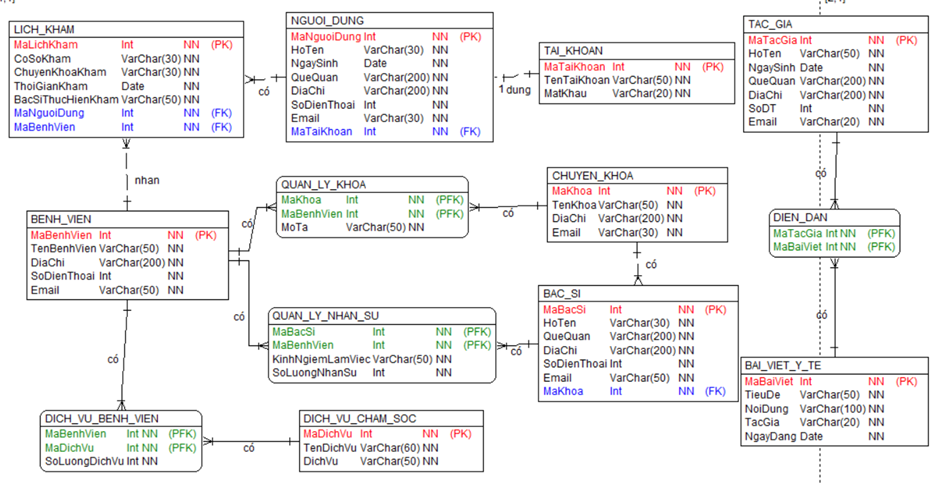 LICH_KHAM
MaLichKham Int NN (PK)
CoSoKham VarChar(30) NN
ChuyenKhoaKham VarChar(30) NN
ThoiGianKham Date NN
BacSiThucHienKham VarChar(50) NN
MaNguoiDung Int NN (FK)
MaBenhVien Int NN (FK)
có
NGUOI_DUNG
MaNguoiDung Int NN (PK)
HoTen VarChar(30) NN
NgaySinh Date NN
QueQuan VarChar(200) NN
DiaChi VarChar(200) NN
SoDienThoai Int NN
Email VarChar(30) NN
MaTaiKhoan Int NN (FK)
1 dung
TAI_KHOAN
MaTaiKhoan Int NN (PK)
TenTaiKhoan VarChar(50) NN
MatKhau VarChar(20) NN
TAC_GIA
MaTacGia Int NN (PK)
HoTen VarChar(50) NN
NgaySinh Date NN
QueQuan VarChar(200) NN
DiaChi VarChar(200) NN
SoDT Int NN
Email VarChar(20) NN
có
nhan
QUAN_LY_KHOA
MaKhoa Int NN (PFK)
MaBenhVien Int NN (PFK)
MoTa VarChar(50) NN
có
có
CHUYEN_KHOA
MaKhoa Int NN (PK)
TenKhoa VarChar(50) NN
DiaChi VarChar(200) NN
Email VarChar(30) NN
có
DIEN_DAN
MaTacGia Int NN (PFK)
MaBaiViet Int NN (PFK)
có
BENH_VIEN
MaBenhVien Int NN (PK)
TenBenhVien VarChar(50) NN
DiaChi VarChar(200) NN
SoDienThoai Int NN
Email VarChar(50) NN
có
QUAN_LY_NHAN_SU
MaBacSi Int NN (PFK)
MaBenhVien Int NN (PFK)
KinhNgiemLamViec VarChar(50) NN
SoLuongNhanSu Int NN
có
BAC_SI
MaBacSi Int NN (PK)
HoTen VarChar(30) NN
QueQuan VarChar(200) NN
DiaChi VarChar(200) NN
SoDienThoai Int NN
Email VarChar(50) NN
MaKhoa Int NN (FK)
BAI_VIET_Y_TE
MaBaiViet Int NN (PK)
TieuDe VarChar(50) NN
NoiDung VarChar(100) NN
TacGia VarChar(20) NN
NgayDang Date NN
có
DICH_VU_BENH_VIEN
MaBenhVien Int NN (PFK)
MaDichVu Int NN (PFK)
SoLuongDichVu Int NN
có
DICH_VU_CHAM_SOC
MaDichVu Int NN (PK)
TenDichVu VarChar(60) NN
DichVu VarChar(50) NN